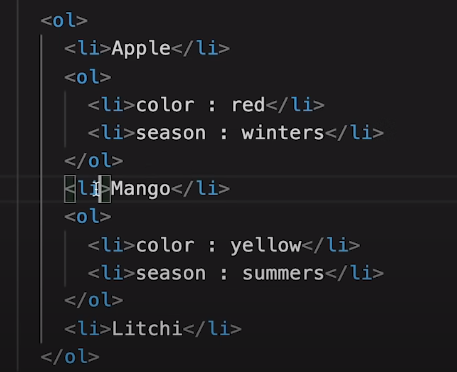 <ol>
<li>Apple</li>
<ol>
<li>color : red</li>
<li>season : winters</li>
</ol>
<li>Mango</li>
<ol>
<li>color : yellow</li>
<li>season : summers</li>
</ol>
<li>Litchi</li>
</ol>